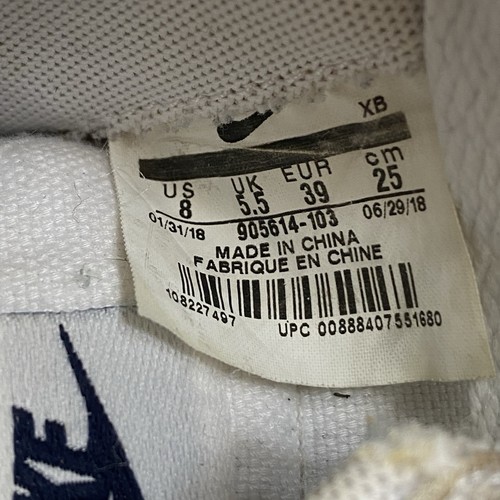 XB
US UK EUR cm
8 5.5 39 25
01/31/18 905614-103 06/29/18
MADE IN CHINA
FABRIQUE EN CHINE
108227497
UPC 00888407551680